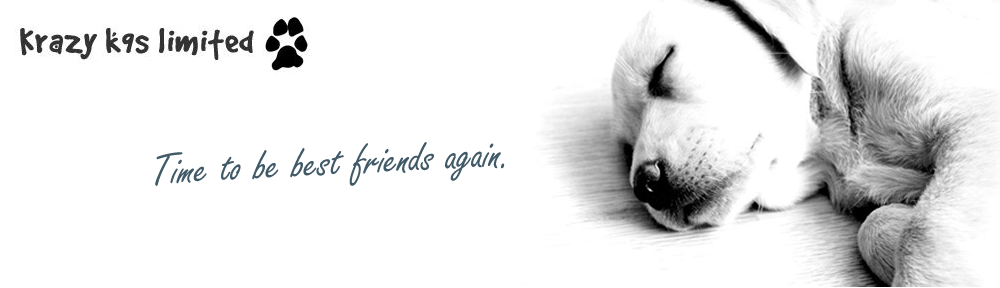 Krazy k9s limited
Time to be best friends again.